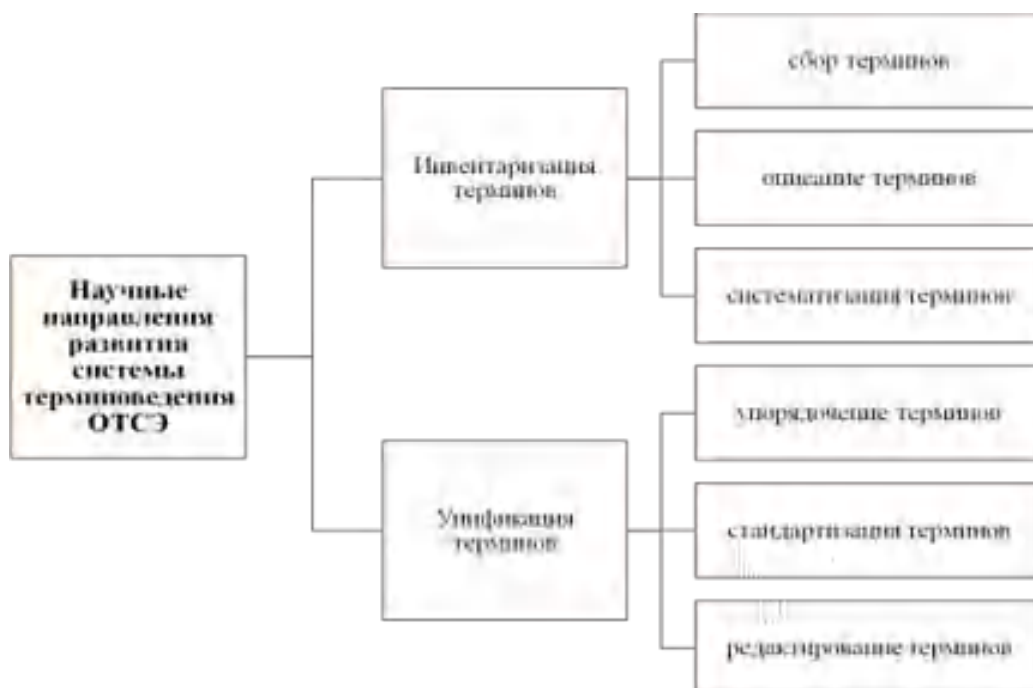 Научные
направления
развития
системы
терминоведения
ОТСЭ
Инвентаризация
терминов
сбор терминов
описание терминов
систематизация терминов
Унификация
терминов
упорядочение терминов
стандартизация терминов
редактирование терминов